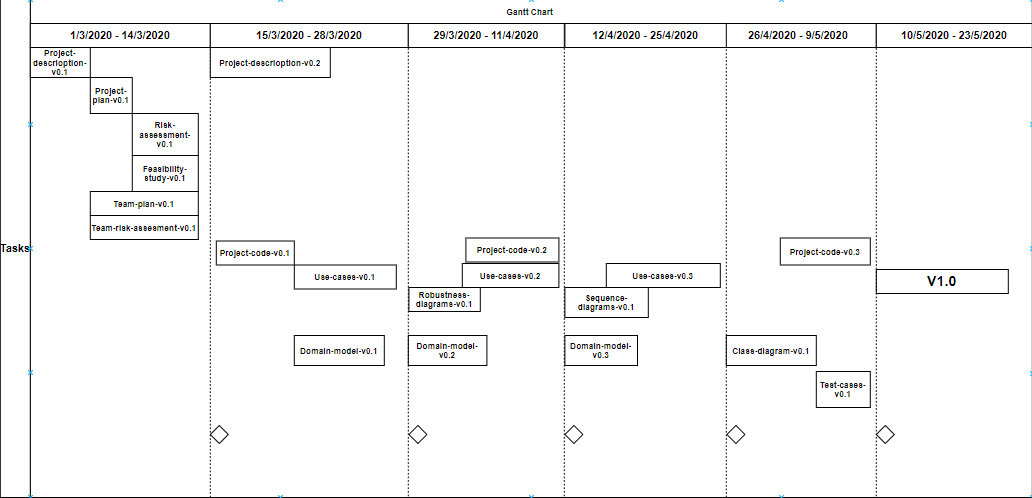 Gantt Chart
1/3/2020 - 14/3/2020
15/3/2020 - 28/3/2020
29/3/2020 - 11/4/2020
12/4/2020 - 25/4/2020
26/4/2020 - 9/5/2020
10/5/2020 - 23/5/2020
Project-
description-
v0.1
Project-description-v0.2
Project-
plan-v0.1
Risk-
assessment-
v0.1
Feasibility-
study-v0.1
Team-plan-v0.1
Team-risk-assesment-v0.1
Tasks
Project-code-v0.1
Project-code-v0.2
Project-code-v0.3
Use-cases-v0.1
Use-cases-v0.2
Use-cases-v0.3
V1.0
Robustness-
diagrams-v0.1
Sequence-
diagrams-v0.1
Domain-model-v0.1
Domain-model-
v0.2
Domain-model-
v0.3
Class-diagram-v0.1
Test-cases-
v0.1